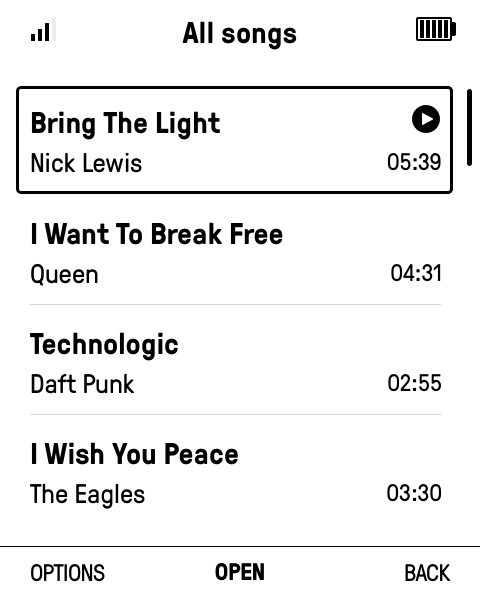 All songs
Bring The Light
Nick Lewis 05:39
I Want To Break Free
Queen 04:31
Technologic
Daft Punk 02:55
I Wish You Peace
The Eagles 03:30
OPTIONS OPEN BACK